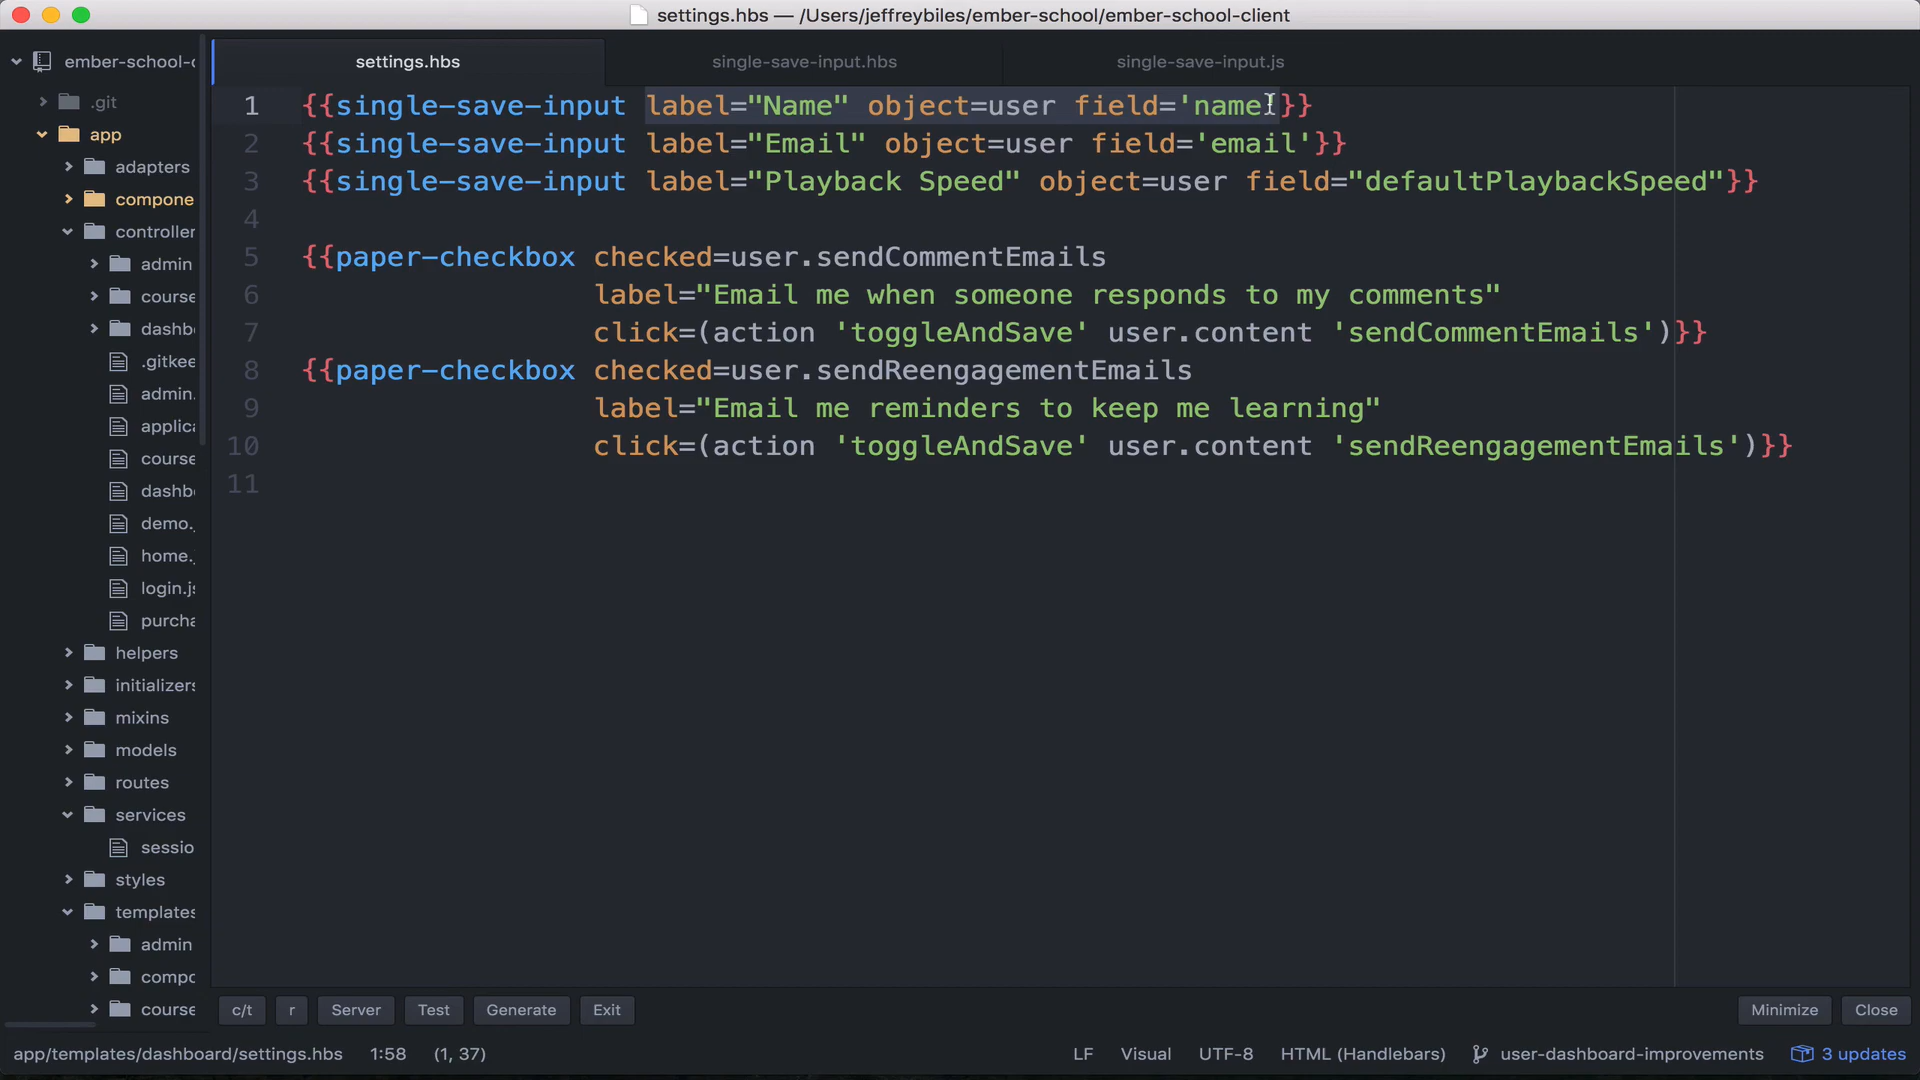 settings.hbs — /Users/jeffreybiles/ember-school/ember-school-client
ember-school-c
settings.hbs
single-save-input.hbs
single-save-input.js
.git
app
adapters
compone
controller
admin
course
dashb
.gitkee
admin.
applica
course
dashb
demo.
home.
login.js
purcha
helpers
initializers
mixins
models
routes
services
sessio
styles
templates
admin
compo
course
1 {{single-save-input label="Name" object=user field='name'}}
2 {{single-save-input label="Email" object=user field='email'}}
3 {{single-save-input label="Playback Speed" object=user field="defaultPlaybackSpeed"}}
4
5 {{paper-checkbox checked=user.sendCommentEmails
6 label="Email me when someone responds to my comments"
7 click=(action 'toggleAndSave' user.content 'sendCommentEmails')}}
8 {{paper-checkbox checked=user.sendReengagementEmails
9 label="Email me reminders to keep me learning"
10 click=(action 'toggleAndSave' user.content 'sendReengagementEmails')}}
11
c/t r Server Test Generate Exit Minimize Close
app/templates/dashboard/settings.hbs 1:58 (1, 37) LF Visual UTF-8 HTML (Handlebars) user-dashboard-improvements 3 updates